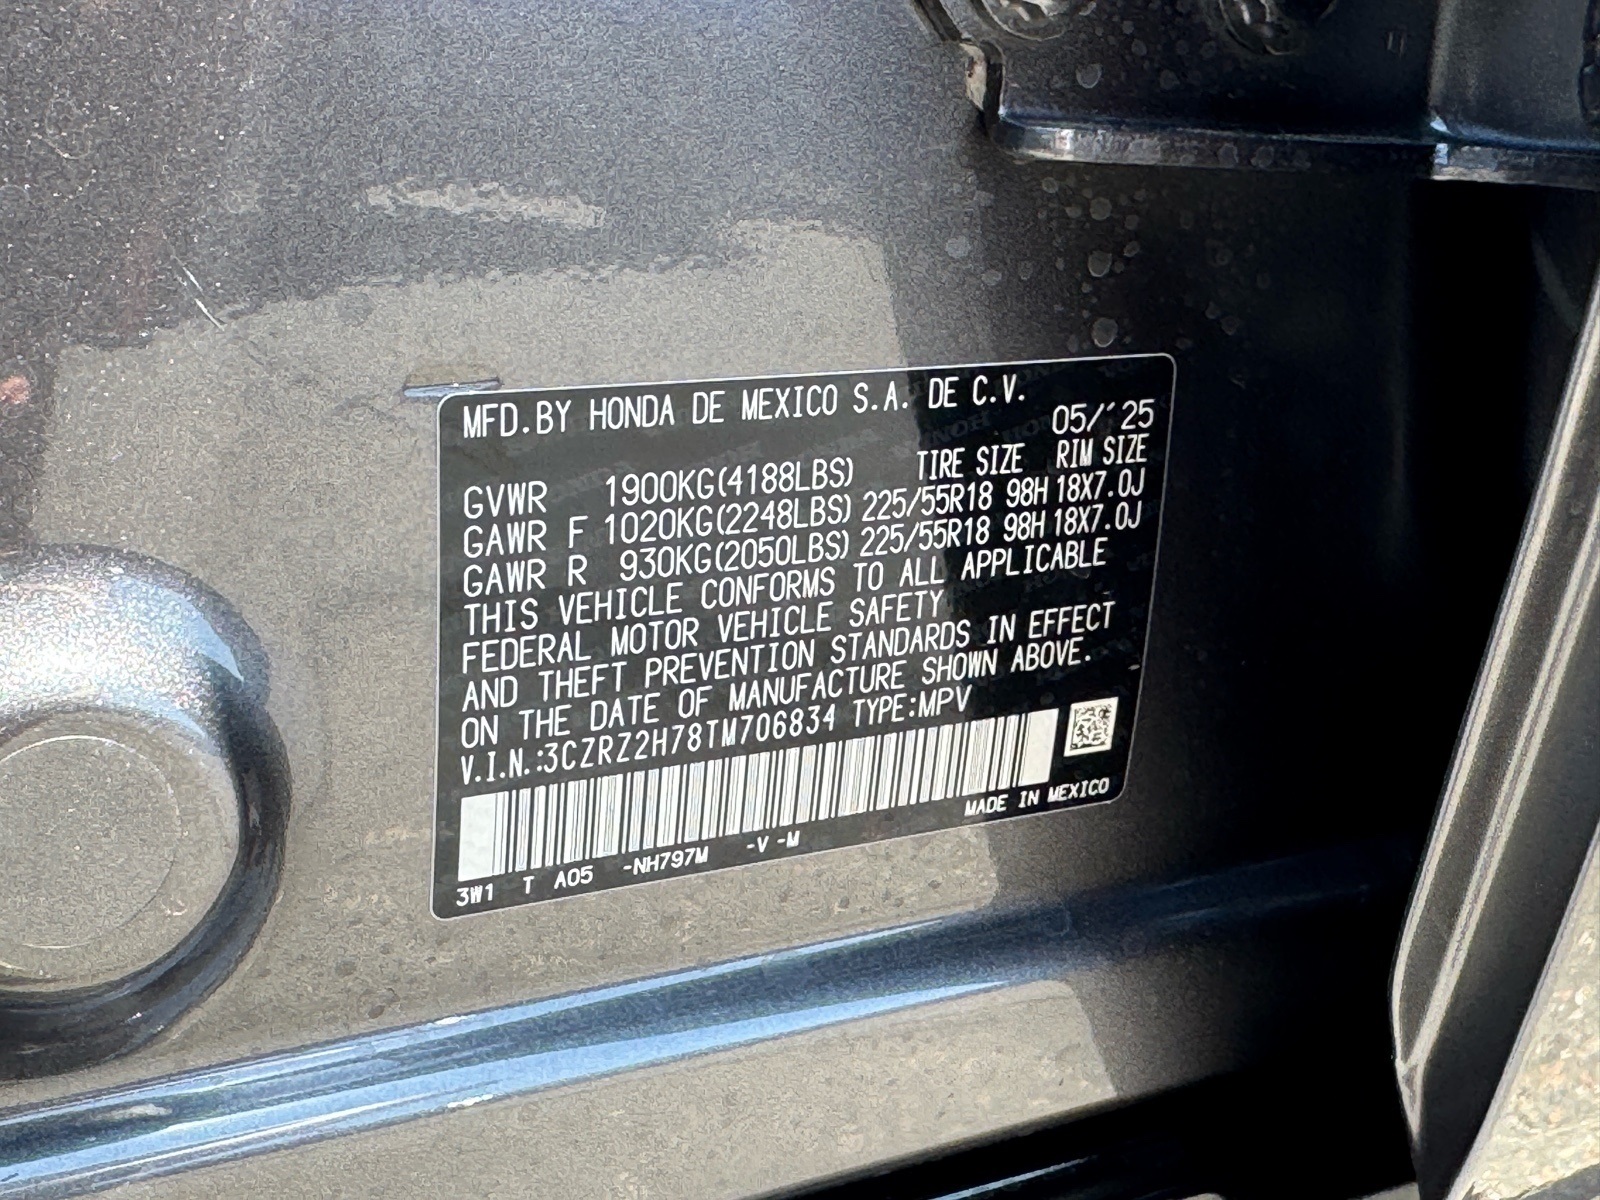 MFD.BY HONDA DE MEXICO S.A. DE C.V.
05/'25
TIRE SIZE RIM SIZE
GVWR 1900KG(4188LBS)
GAWR F 1020KG(2248LBS) 225/55R18 98H 18X7.0J
GAWR R 930KG(2050LBS) 225/55R18 98H 18X7.0J
THIS VEHICLE CONFORMS TO ALL APPLICABLE
FEDERAL MOTOR VEHICLE SAFETY
AND THEFT PREVENTION STANDARDS IN EFFECT
ON THE DATE OF MANUFACTURE SHOWN ABOVE.
V.I.N.:3CZRZ2H78TM706834 TYPE:MPV
MADE IN MEXICO
3W1 T A05 -NH797M -V -M